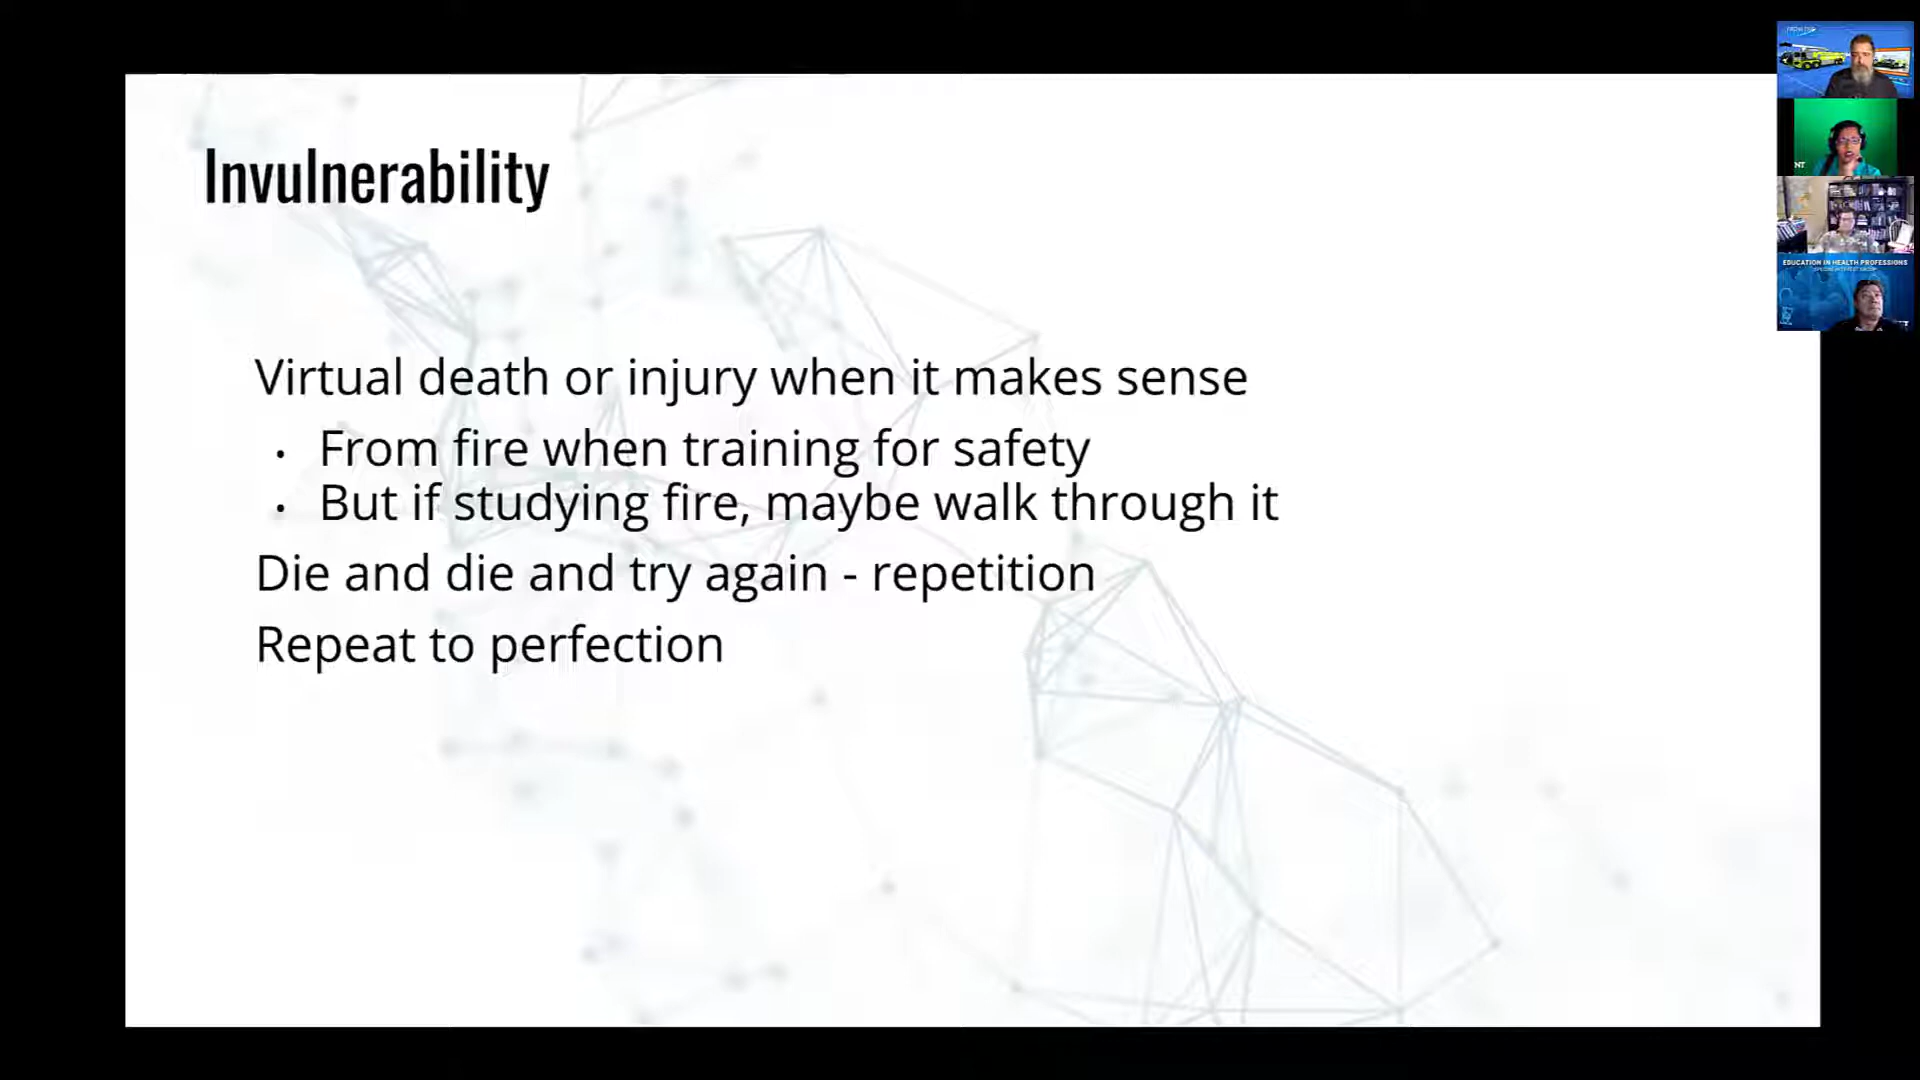 Invulnerability
Virtual death or injury when it makes sense
• From fire when training for safety
• But if studying fire, maybe walk through it
Die and die and try again - repetition
Repeat to perfection
NT
EDUCATION IN HEALTH PROFESSIONS